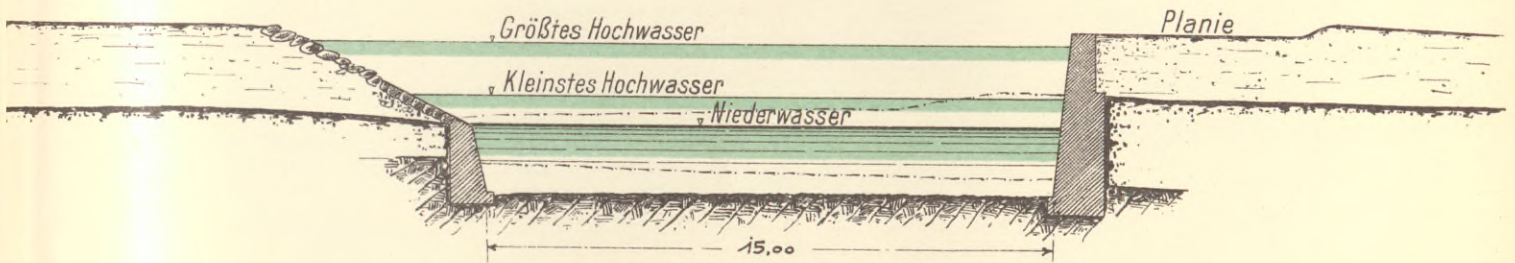 Größtes Hochwasser
Planie
Kleinstes Hochwasser
Niederwasser
15,00